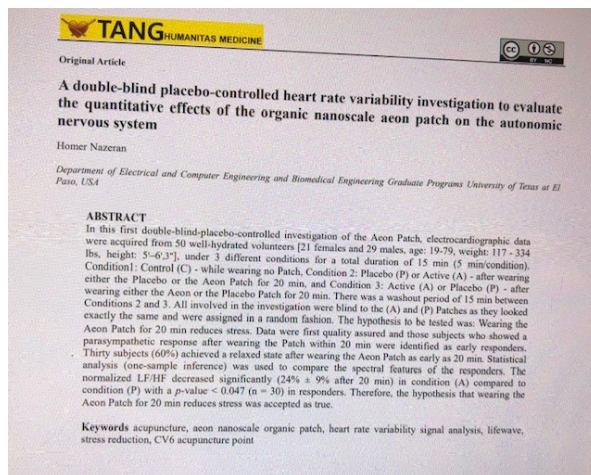 TANG HUMANITAS MEDICINE
cc BY NC
Original Article
A double-blind placebo-controlled heart rate variability investigation to evaluate
the quantitative effects of the organic nanoscale aeon patch on the autonomic
nervous system
Homer Nazeran
Department of Electrical and Computer Engineering and Biomedical Engineering Graduate Programs University of Texas at El
Paso, USA
ABSTRACT
In this first double-blind-placebo-controlled investigation of the Aeon Patch, electrocardiographic data
were acquired from 50 well-hydrated volunteers [21 females and 29 males, age: 19-79, weight: 117 - 334
lbs, height: 5'–6',3"], under 3 different conditions for a total duration of 15 min (5 min/condition).
Condition1: Control (C) - while wearing no Patch, Condition 2: Placebo (P) or Active (A) - after wearing
either the Placebo or the Aeon Patch for 20 min, and Condition 3: Active (A) or Placebo (P) - after
wearing either the Aeon or the Placebo Patch for 20 min. There was a washout period of 15 min between
Conditions 2 and 3. All involved in the investigation were blind to the (A) and (P) Patches as they looked
exactly the same and were assigned in a random fashion. The hypothesis to be tested was: Wearing the
Aeon Patch for 20 min reduces stress. Data were first quality assured and those subjects who showed a
parasympathetic response after wearing the Patch within 20 min were identified as early responders.
Thirty subjects (60%) achieved a relaxed state after wearing the Aeon Patch as early as 20 min. Statistical
analysis (one-sample inference) was used to compare the spectral features of the responders. The
normalized LF/HF decreased significantly (24% ± 9% after 20 min) in condition (A) compared to
condition (P) with a p-value < 0.047 (n = 30) in responders. Therefore, the hypothesis that wearing the
Aeon Patch for 20 min reduces stress was accepted as true.
Keywords acupuncture, aeon nanoscale organic patch, heart rate variability signal analysis, lifewave,
stress reduction, CV6 acupuncture point